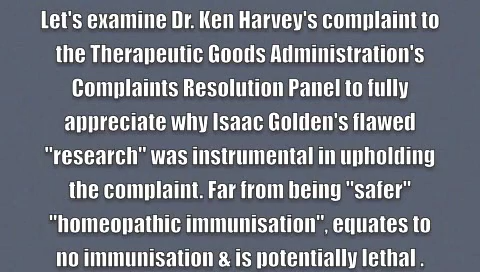 Let's examine Dr. Ken Harvey's complaint to
the Therapeutic Goods Administration's
Complaints Resolution Panel to fully
appreciate why Isaac Golden's flawed
"research" was instrumental in upholding
the complaint. Far from being "safer"
"homeopathic immunisation", equates to
no immunisation & is potentially lethal .